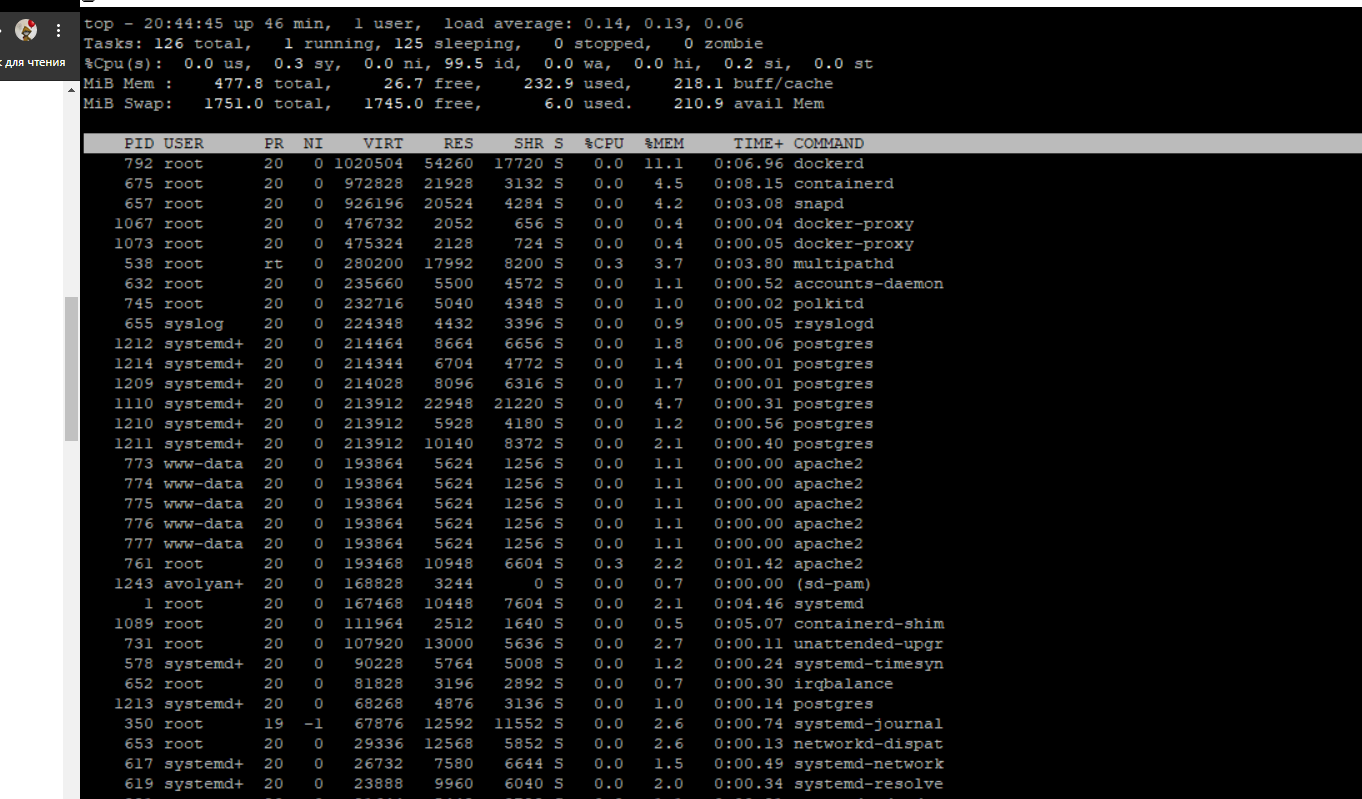 top - 20:44:45 up 46 min,  1 user,  load average: 0.14, 0.13, 0.06
Tasks: 126 total,   1 running, 125 sleeping,   0 stopped,   0 zombie
для чтения
%Cpu(s):  0.0 us,  0.3 sy,  0.0 ni, 99.5 id,  0.0 wa,  0.0 hi,  0.2 si,  0.0 st
MiB Mem :    477.8 total,     26.7 free,    232.9 used,    218.1 buff/cache
MiB Swap:   1751.0 total,   1745.0 free,      6.0 used.    210.9 avail Mem
PID USER      PR  NI    VIRT    RES    SHR S  %CPU  %MEM     TIME+ COMMAND
792 root      20   0 1020504  54260  17720 S   0.0  11.1   0:06.96 dockerd
675 root      20   0  972828  21928   3132 S   0.0   4.5   0:08.15 containerd
657 root      20   0  926196  20524   4284 S   0.0   4.2   0:03.08 snapd
1067 root      20   0  476732   2052    656 S   0.0   0.4   0:00.04 docker-proxy
1073 root      20   0  475324   2128    724 S   0.0   0.4   0:00.05 docker-proxy
538 root      rt   0  280200  17992   8200 S   0.3   3.7   0:03.80 multipathd
632 root      20   0  235660   5500   4572 S   0.0   1.1   0:00.52 accounts-daemon
745 root      20   0  232716   5040   4348 S   0.0   1.0   0:00.02 polkitd
655 syslog    20   0  224348   4432   3396 S   0.0   0.9   0:00.05 rsyslogd
1212 systemd+  20   0  214464   8664   6656 S   0.0   1.8   0:00.06 postgres
1214 systemd+  20   0  214344   6704   4772 S   0.0   1.4   0:00.01 postgres
1209 systemd+  20   0  214028   8096   6316 S   0.0   1.7   0:00.01 postgres
1110 systemd+  20   0  213912  22948  21220 S   0.0   4.7   0:00.31 postgres
1210 systemd+  20   0  213912   5928   4180 S   0.0   1.2   0:00.56 postgres
1211 systemd+  20   0  213912  10140   8372 S   0.0   2.1   0:00.40 postgres
773 www-data  20   0  193864   5624   1256 S   0.0   1.1   0:00.00 apache2
774 www-data  20   0  193864   5624   1256 S   0.0   1.1   0:00.00 apache2
775 www-data  20   0  193864   5624   1256 S   0.0   1.1   0:00.00 apache2
776 www-data  20   0  193864   5624   1256 S   0.0   1.1   0:00.00 apache2
777 www-data  20   0  193864   5624   1256 S   0.0   1.1   0:00.00 apache2
761 root      20   0  193468  10948   6604 S   0.3   2.2   0:01.42 apache2
1243 avolyan+  20   0  168828   3244      0 S   0.0   0.7   0:00.00 (sd-pam)
1 root      20   0  167468  10448   7604 S   0.0   2.1   0:04.46 systemd
1089 root      20   0  111964   2512   1640 S   0.0   0.5   0:05.07 containerd-shim
731 root      20   0  107920  13000   5636 S   0.0   2.7   0:00.11 unattended-upgr
578 systemd+  20   0   90228   5764   5008 S   0.0   1.2   0:00.24 systemd-timesyn
652 root      20   0   81828   3196   2892 S   0.0   0.7   0:00.30 irqbalance
1213 systemd+  20   0   68268   4876   3136 S   0.0   1.0   0:00.14 postgres
350 root      19  -1   67876  12592  11552 S   0.0   2.6   0:00.74 systemd-journal
653 root      20   0   29336  12568   5852 S   0.0   2.6   0:00.13 networkd-dispat
617 systemd+  20   0   26732   7580   6644 S   0.0   1.5   0:00.49 systemd-network
619 systemd+  20   0   23888   9960   6040 S   0.0   2.0   0:00.34 systemd-resolve